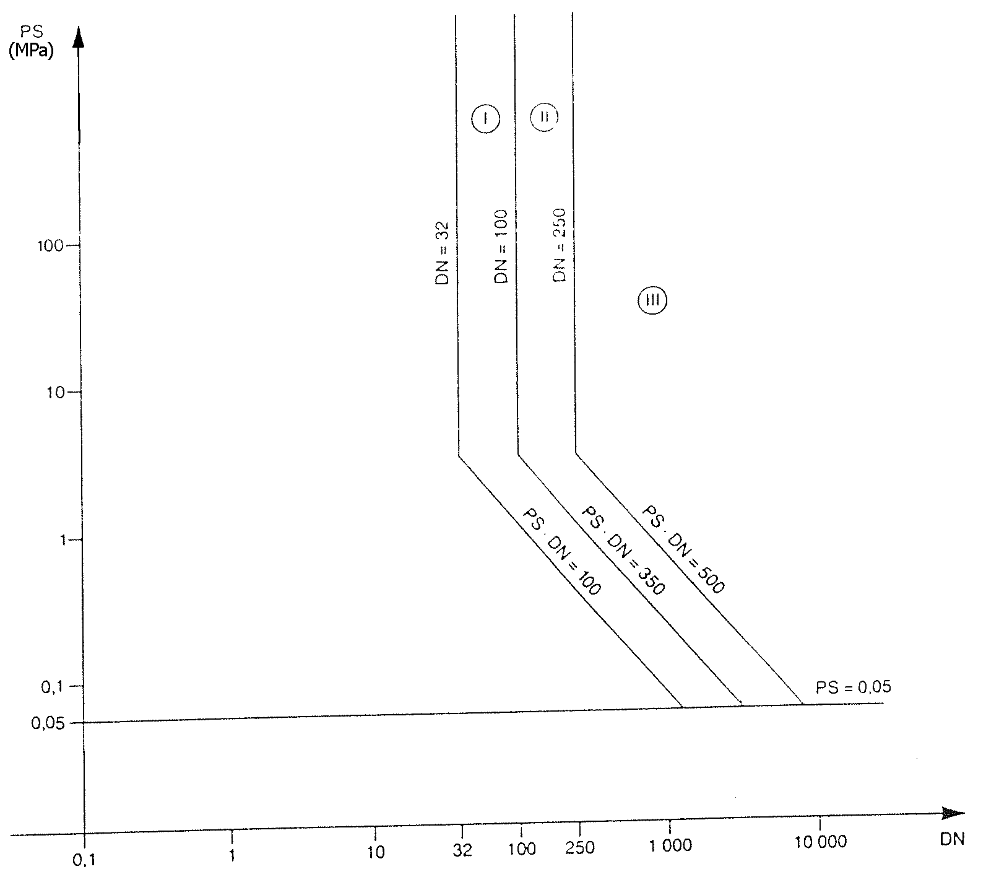 PS
(MPa)
I
II
DN = 32
DN = 100
DN = 250
100
III
10
PS · DN = 100
PS · DN = 350
PS · DN = 500
1
0,1
PS = 0,05
0,05
0,1
1
10
32
100
250
1 000
10 000
DN